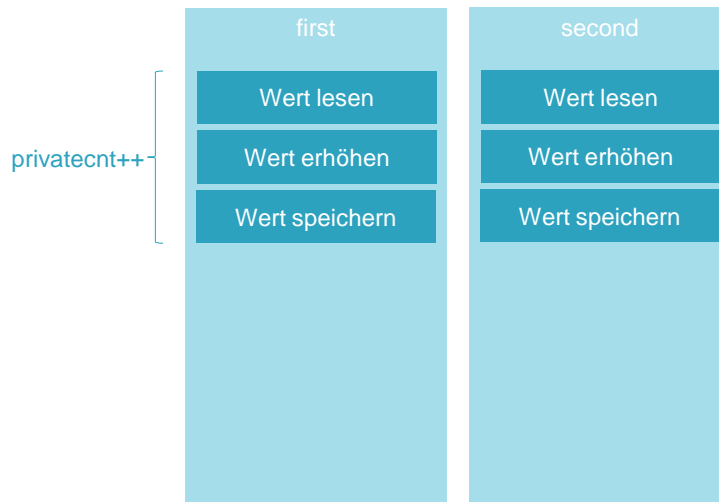 first
second
Wert lesen
Wert lesen
privatecnt++
Wert erhöhen
Wert erhöhen
Wert speichern
Wert speichern